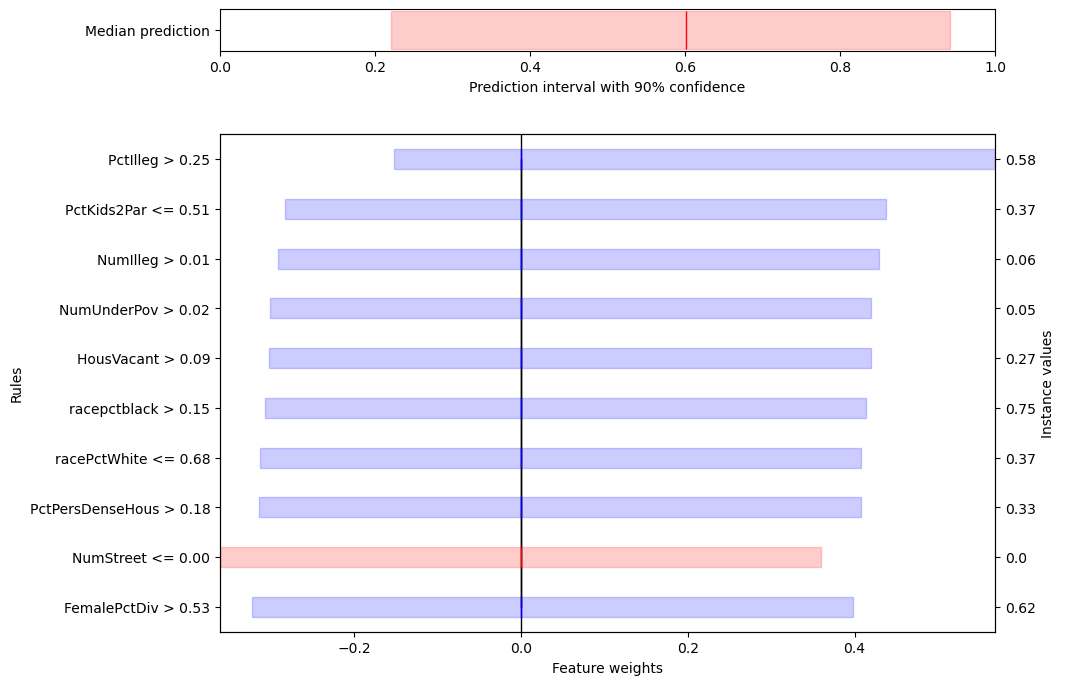 Median prediction
0.0 0.2 0.4 0.6 0.8 1.0
Prediction interval with 90% confidence
PctIlleg > 0.25 0.58
PctKids2Par <= 0.51 0.37
NumIlleg > 0.01 0.06
NumUnderPov > 0.02 0.05
HousVacant > 0.09 0.27
racepctblack > 0.15 0.75
racePctWhite <= 0.68 0.37
PctPersDenseHous > 0.18 0.33
NumStreet <= 0.00 0.0
FemalePctDiv > 0.53 0.62
Rules
Instance values
−0.2 0.0 0.2 0.4
Feature weights